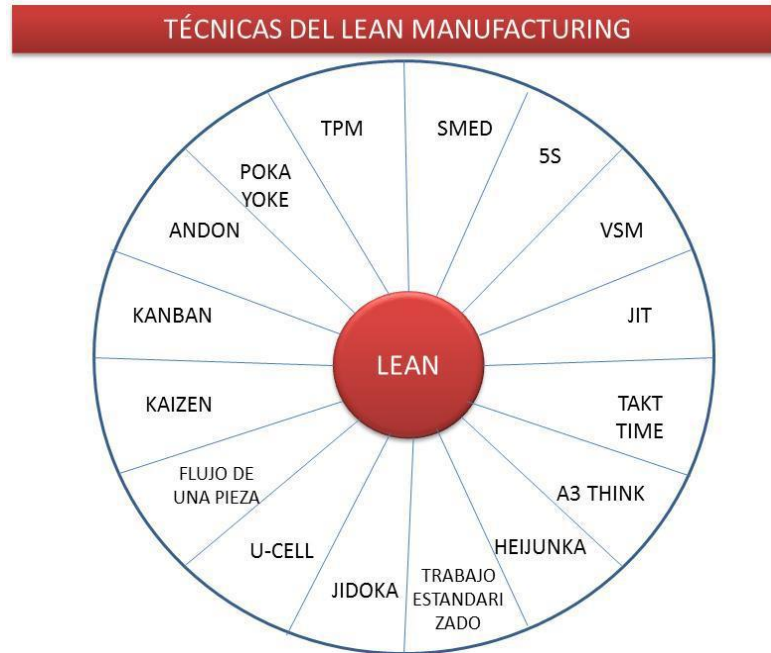 TÉCNICAS DEL LEAN MANUFACTURING
TPM
SMED
5S
VSM
JIT
TAKT
TIME
A3 THINK
HEIJUNKA
TRABAJO
ESTANDARI
ZADO
JIDOKA
U-CELL
FLUJO DE
UNA PIEZA
KAIZEN
KANBAN
ANDON
POKA
YOKE
LEAN